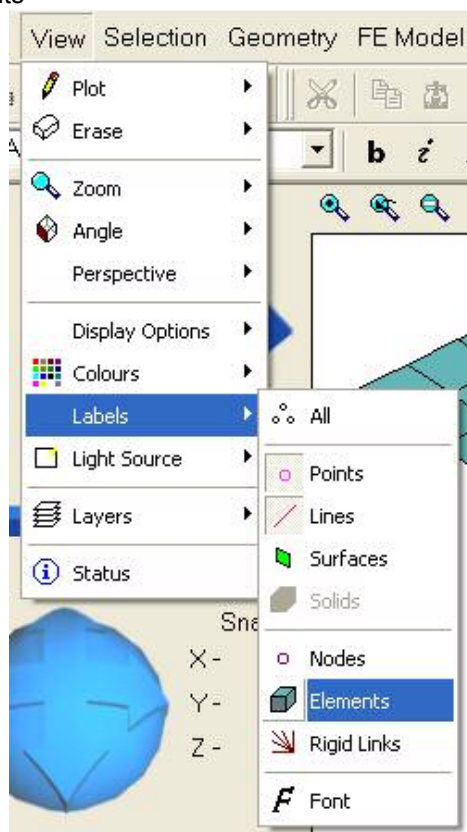 View Selection Geometry FE Model
Plot
Erase
b i
Zoom
Angle
Perspective
Display Options
Colours
Labels
All
Light Source
Points
Lines
Layers
Surfaces
Status
Solids
X -
Nodes
Y -
Elements
Z -
Rigid Links
F Font